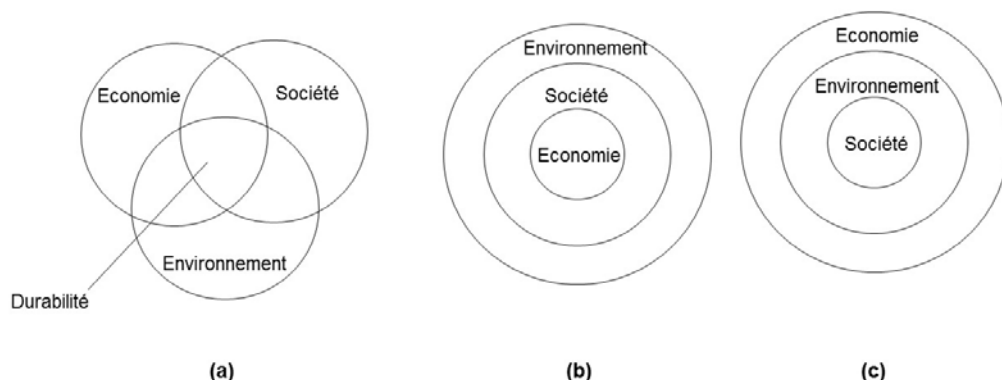 Economie
Société
Environnement
Durabilité
(a)
Environnement
Société
Economie
(b)
Economie
Environnement
Société
(c)